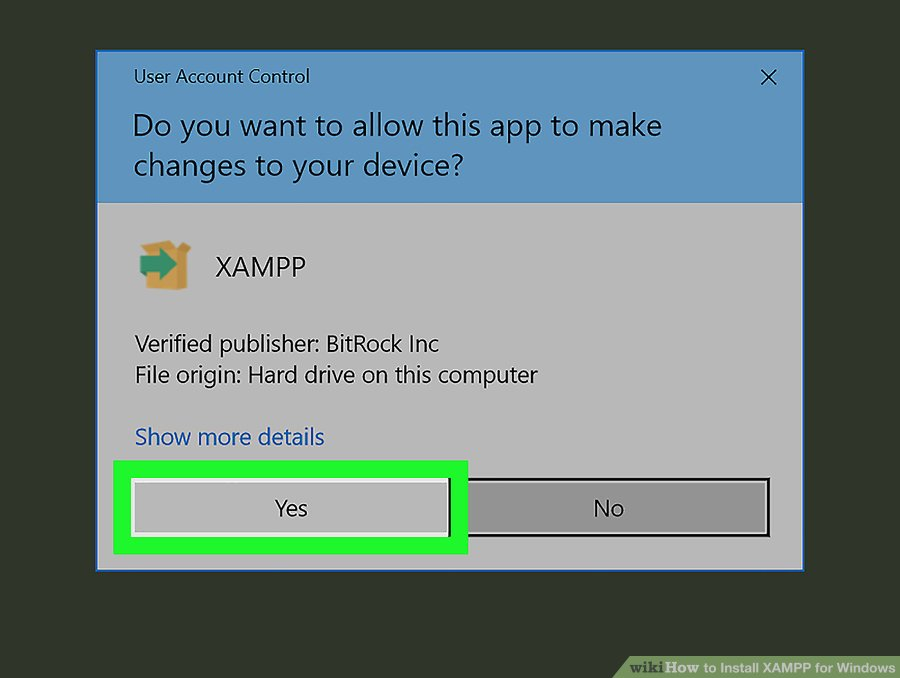 User Account Control
Do you want to allow this app to make
changes to your device?
XAMPP
Verified publisher: BitRock Inc
File origin: Hard drive on this computer
Show more details
Yes
No
wikiHow to Install XAMPP for Windows